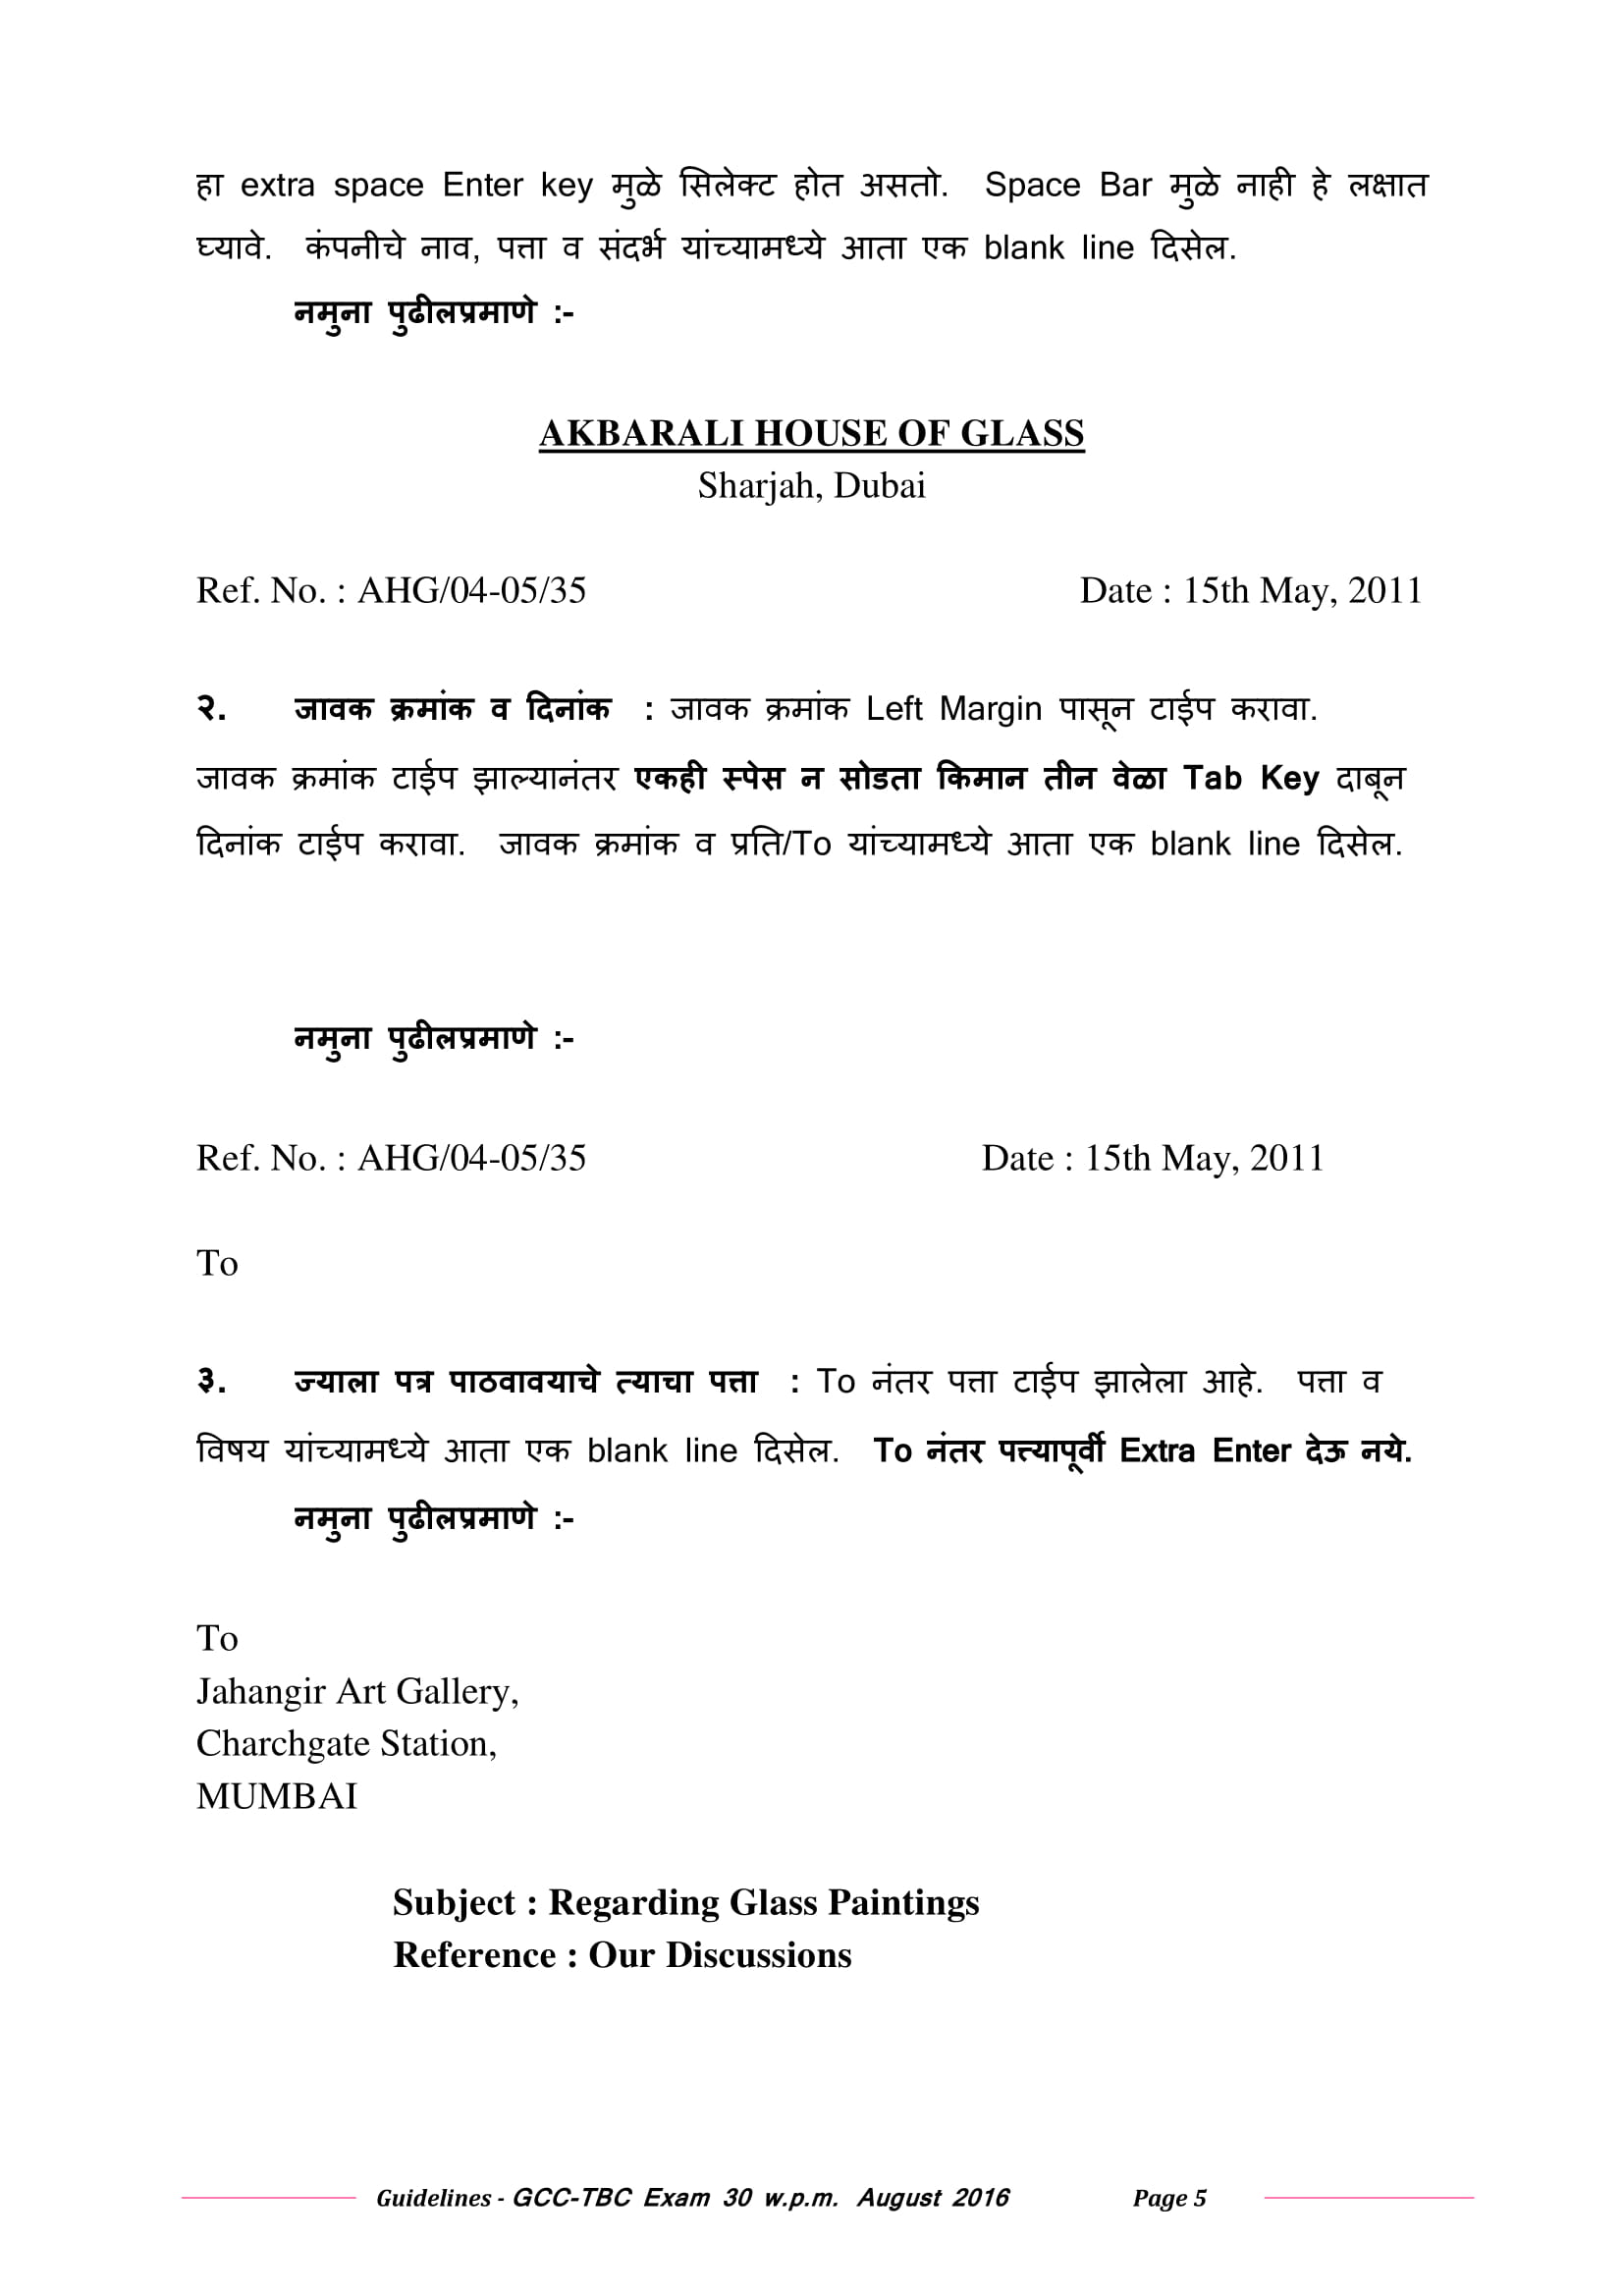 हा extra space Enter key मुळे सिलेक्ट होत असतो. Space Bar मुळे नाही हे लक्षात
घ्यावे. कंपनीचे नाव, पत्ता व संदर्भ यांच्यामध्ये आता एक blank line दिसेल.
नमुना पुढीलप्रमाणे :-
AKBARALI HOUSE OF GLASS
Sharjah, Dubai
Ref. No. : AHG/04-05/35 Date : 15th May, 2011
२. जावक क्रमांक व दिनांक : जावक क्रमांक Left Margin पासून टाईप करावा.
जावक क्रमांक टाईप झाल्यानंतर एकही स्पेस न सोडता किमान तीन वेळा Tab Key दाबून
दिनांक टाईप करावा. जावक क्रमांक व प्रति/To यांच्यामध्ये आता एक blank line दिसेल.
नमुना पुढीलप्रमाणे :-
Ref. No. : AHG/04-05/35 Date : 15th May, 2011
To
३. ज्याला पत्र पाठवावयाचे त्याचा पत्ता : To नंतर पत्ता टाईप झालेला आहे. पत्ता व
विषय यांच्यामध्ये आता एक blank line दिसेल. To नंतर पत्त्यापूर्वी Extra Enter देऊ नये.
नमुना पुढीलप्रमाणे :-
To
Jahangir Art Gallery,
Charchgate Station,
MUMBAI
Subject : Regarding Glass Paintings
Reference : Our Discussions
Guidelines - GCC-TBC Exam 30 w.p.m. August 2016 Page 5